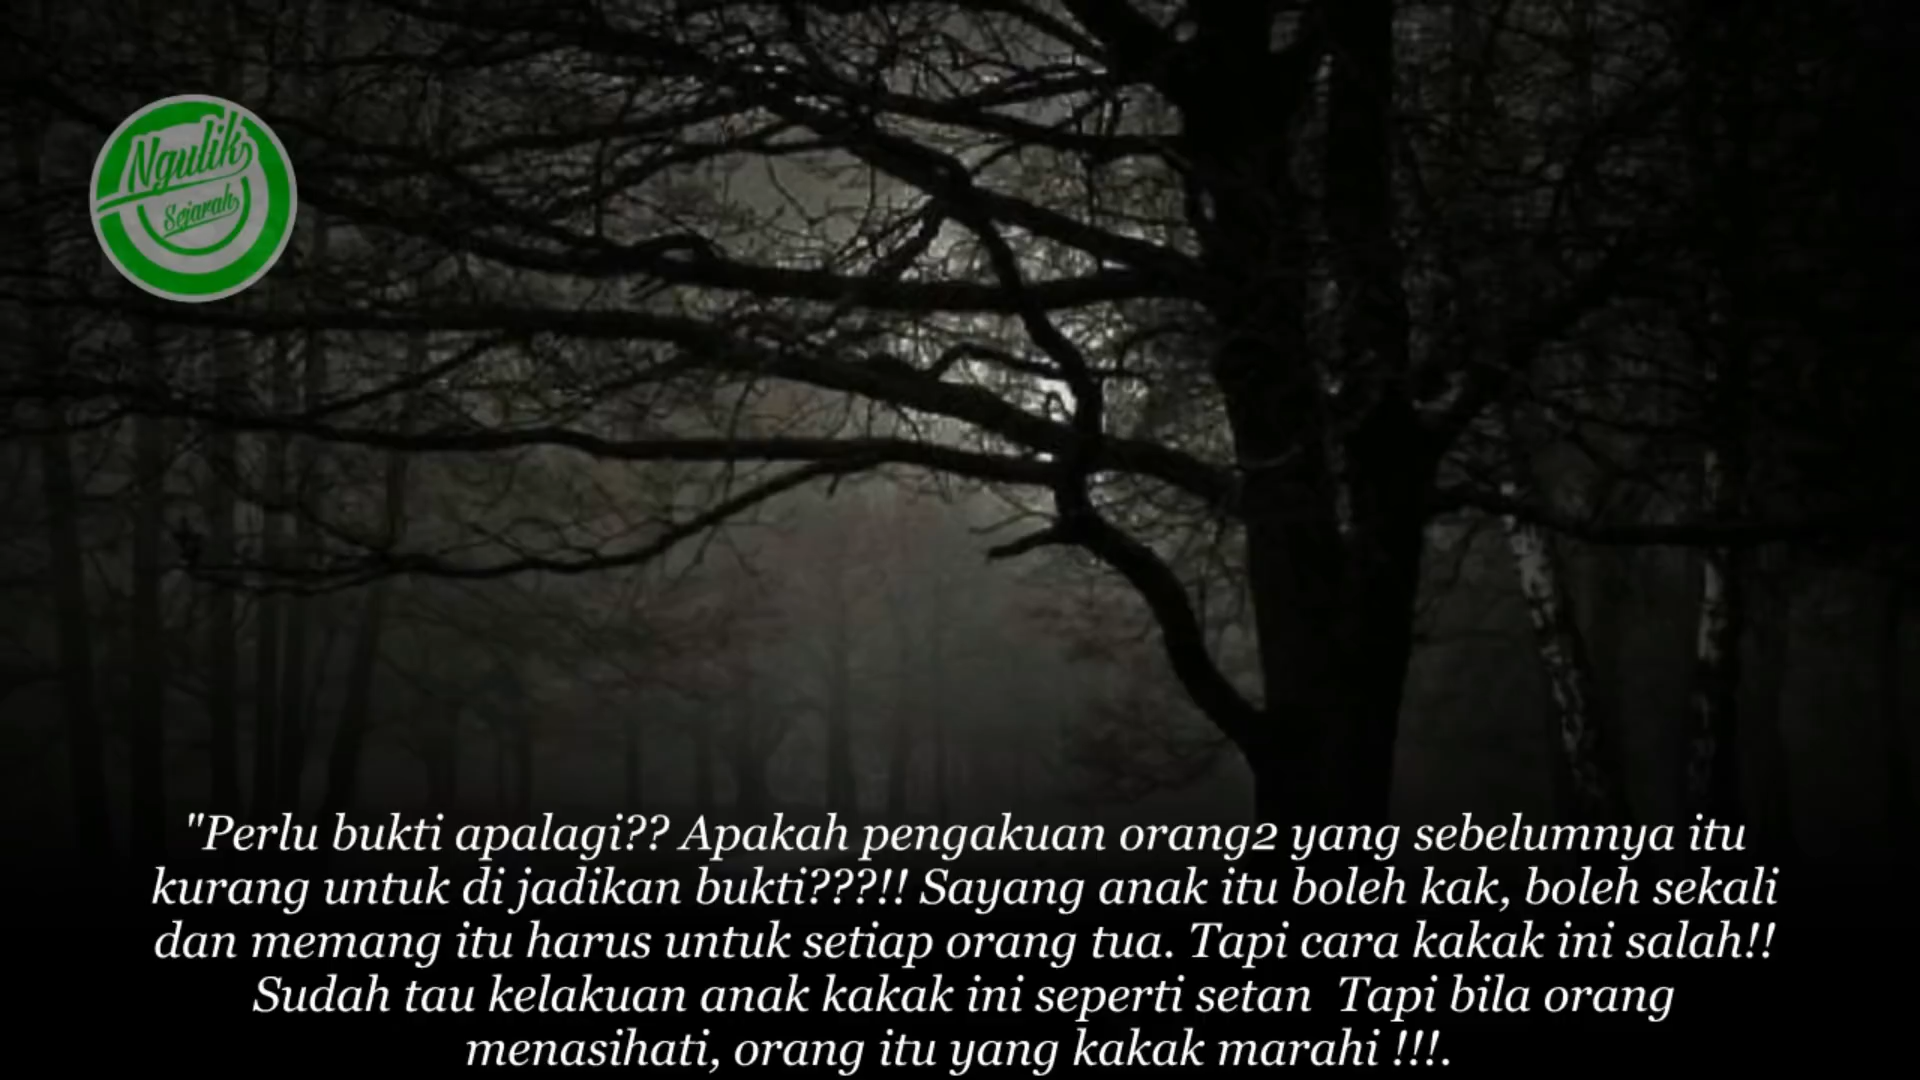 Ngulik
Sejarah
"Perlu bukti apalagi?? Apakah pengakuan orang2 yang sebelumnya itu
kurang untuk di jadikan bukti???!! Sayang anak itu boleh kak, boleh sekali
dan memang itu harus untuk setiap orang tua. Tapi cara kakak ini salah!!
Sudah tau kelakuan anak kakak ini seperti setan  Tapi bila orang
menasihati, orang itu yang kakak marahi !!!.